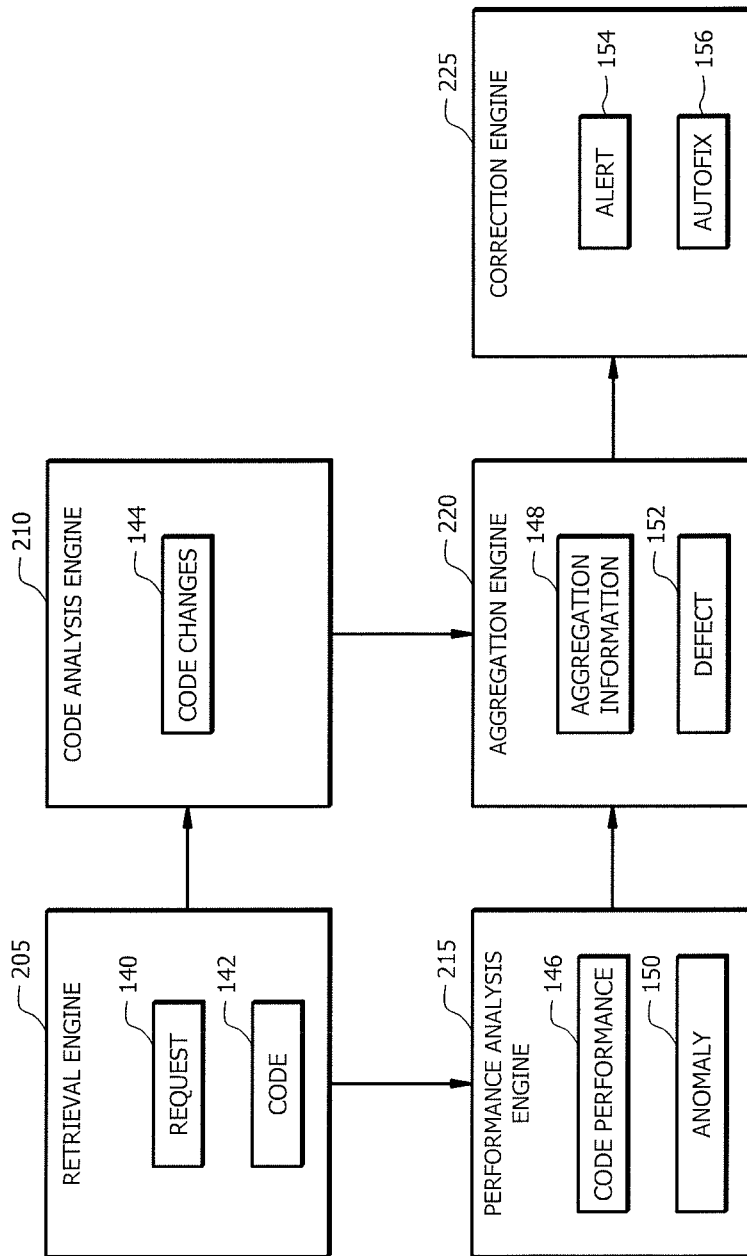 205
RETRIEVAL ENGINE
140
REQUEST
142
CODE
210
CODE ANALYSIS ENGINE
144
CODE CHANGES
215
PERFORMANCE ANALYSIS
ENGINE
146
CODE PERFORMANCE
150
ANOMALY
220
AGGREGATION ENGINE
148
AGGREGATION
INFORMATION
152
DEFECT
225
CORRECTION ENGINE
154
ALERT
156
AUTOFIX